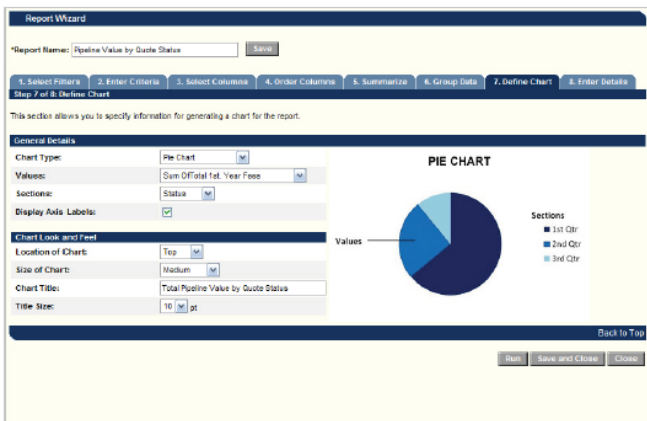 Report Wizard
*Report Name: Pipeline Value by Quote Status Save
1. Select Filters 2. Enter Criteria 3. Select Columns 4. Order Columns 5. Summarize 6. Group Data 7. Define Chart 8. Enter Details
Step 7 of 8: Define Chart
This section allows you to specify information for generating a chart for the report.
General Details
Chart Type: Pie Chart
Values: Sum OfTotal 1st. Year Fees
Sections: Status
Display Axis Labels:
Chart Look and Feel
Location of Chart: Top
Size of Chart: Medium
Chart Title: Total Pipeline Value by Quote Status
Title Size: 10 pt
PIE CHART
Values
Sections
1st Qtr
2nd Qtr
3rd Qtr
Back to Top
Run Save and Close Close